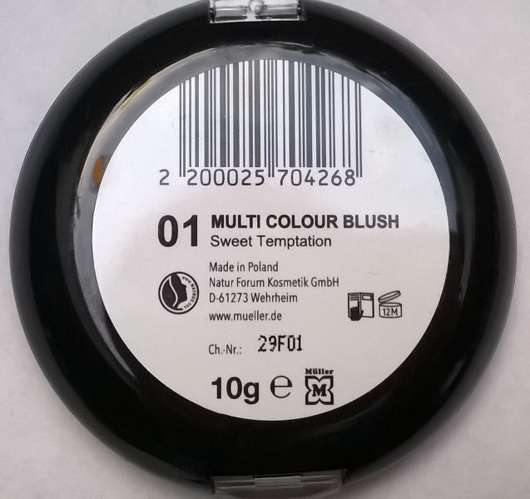 2 200025 704268
01 MULTI COLOUR BLUSH
Sweet Temptation
Made in Poland
Natur Forum Kosmetik GmbH
D-61273 Wehrheim
www.mueller.de
12M
Ch.-Nr.: 29F01
10g ℮
Müller
M